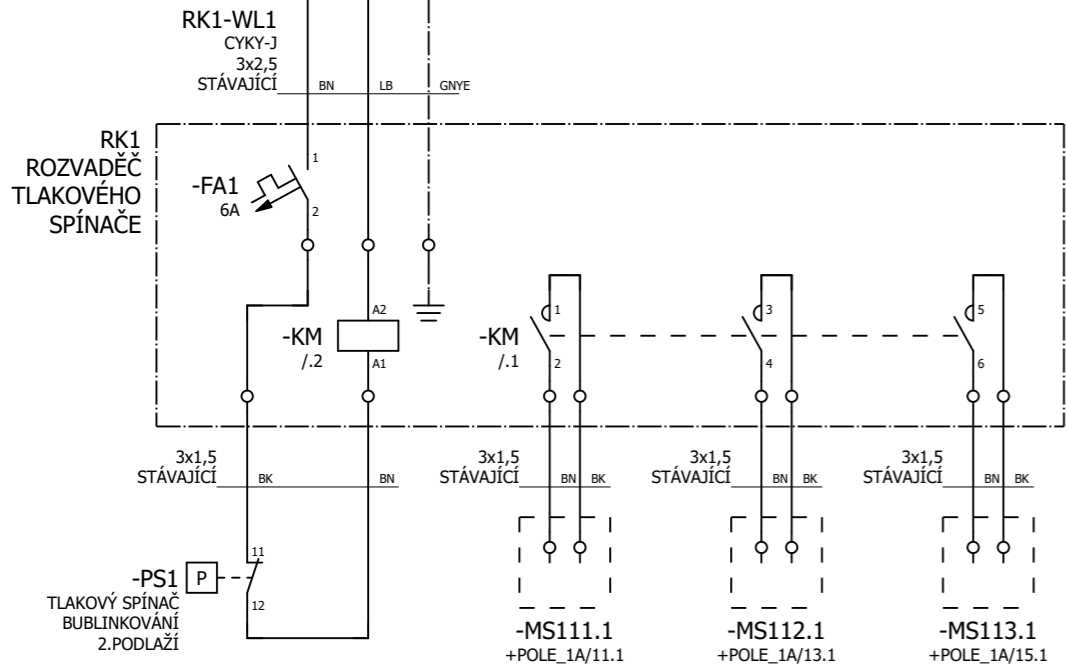 RK1-WL1
CYKY-J
3x2,5
STÁVAJÍCÍ
BN
LB
GNYE
RK1
ROZVADĚČ
TLAKOVÉHO
SPÍNAČE
-FA1
6A
1
2
A2
-KM
/.2
A1
-KM
/.1
1
2
3
4
5
6
3x1,5
STÁVAJÍCÍ
BK
BN
3x1,5
STÁVAJÍCÍ
BN
BK
3x1,5
STÁVAJÍCÍ
BN
BK
3x1,5
STÁVAJÍCÍ
BN
BK
11
-PS1
P
12
TLAKOVÝ SPÍNAČ
BUBLINKOVÁNÍ
2.PODLAŽÍ
-MS111.1
+POLE_1A/11.1
-MS112.1
+POLE_1A/13.1
-MS113.1
+POLE_1A/15.1